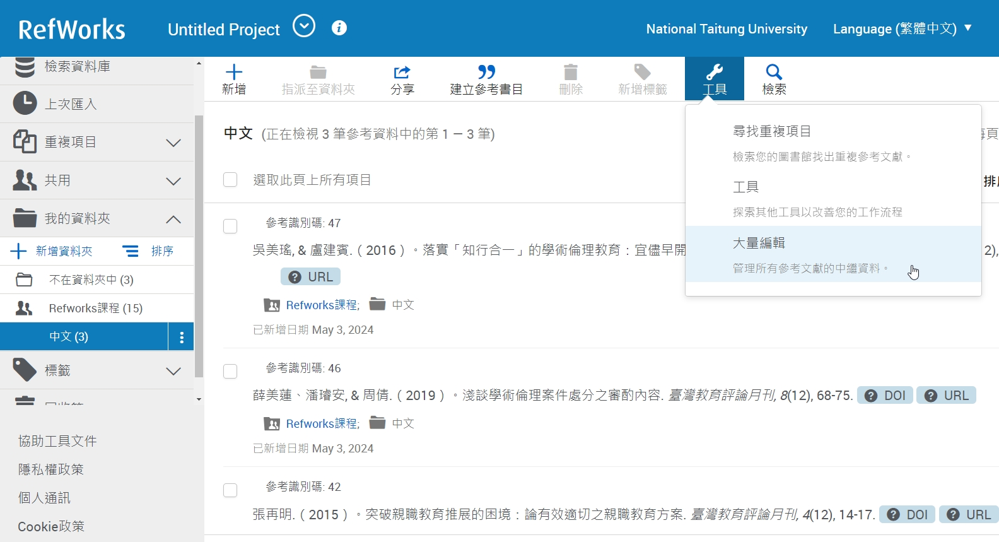 RefWorks
Untitled Project
National Taitung University
Language (繁體中文) ▼
檢索資料庫
上次匯入
重複項目
共用
我的資料夾
新增資料夾
排序
不在資料夾中 (3)
Refworks課程 (15)
中文 (3)
標籤
協助工具文件
隱私權政策
個人通訊
Cookie政策
新增
指派至資料夾
分享
建立參考書目
刪除
新增標籤
工具
檢索
中文 (正在檢視 3 筆參考資料中的第 1 – 3 筆)
選取此頁上所有項目
尋找重複項目
檢索您的圖書館找出重複參考文獻。
工具
探索其他工具以改善您的工作流程
大量編輯
管理所有參考文獻的中繼資料。
參考識別碼: 47
吳美瑤, & 盧建賓.（2016）。落實「知行合一」的學術倫理教育：宜儘早開
2),
URL
Refworks課程; 中文
已新增日期 May 3, 2024
參考識別碼: 46
薛美蓮、潘璿安, & 周倩.（2019）。淺談學術倫理案件處分之審酌內容. 臺灣教育評論月刊, 8(12), 68-75. DOI URL
Refworks課程; 中文
已新增日期 May 3, 2024
參考識別碼: 42
張再明.（2015）。突破親職教育推展的困境：論有效適切之親職教育方案. 臺灣教育評論月刊, 4(12), 14-17. DOI URL